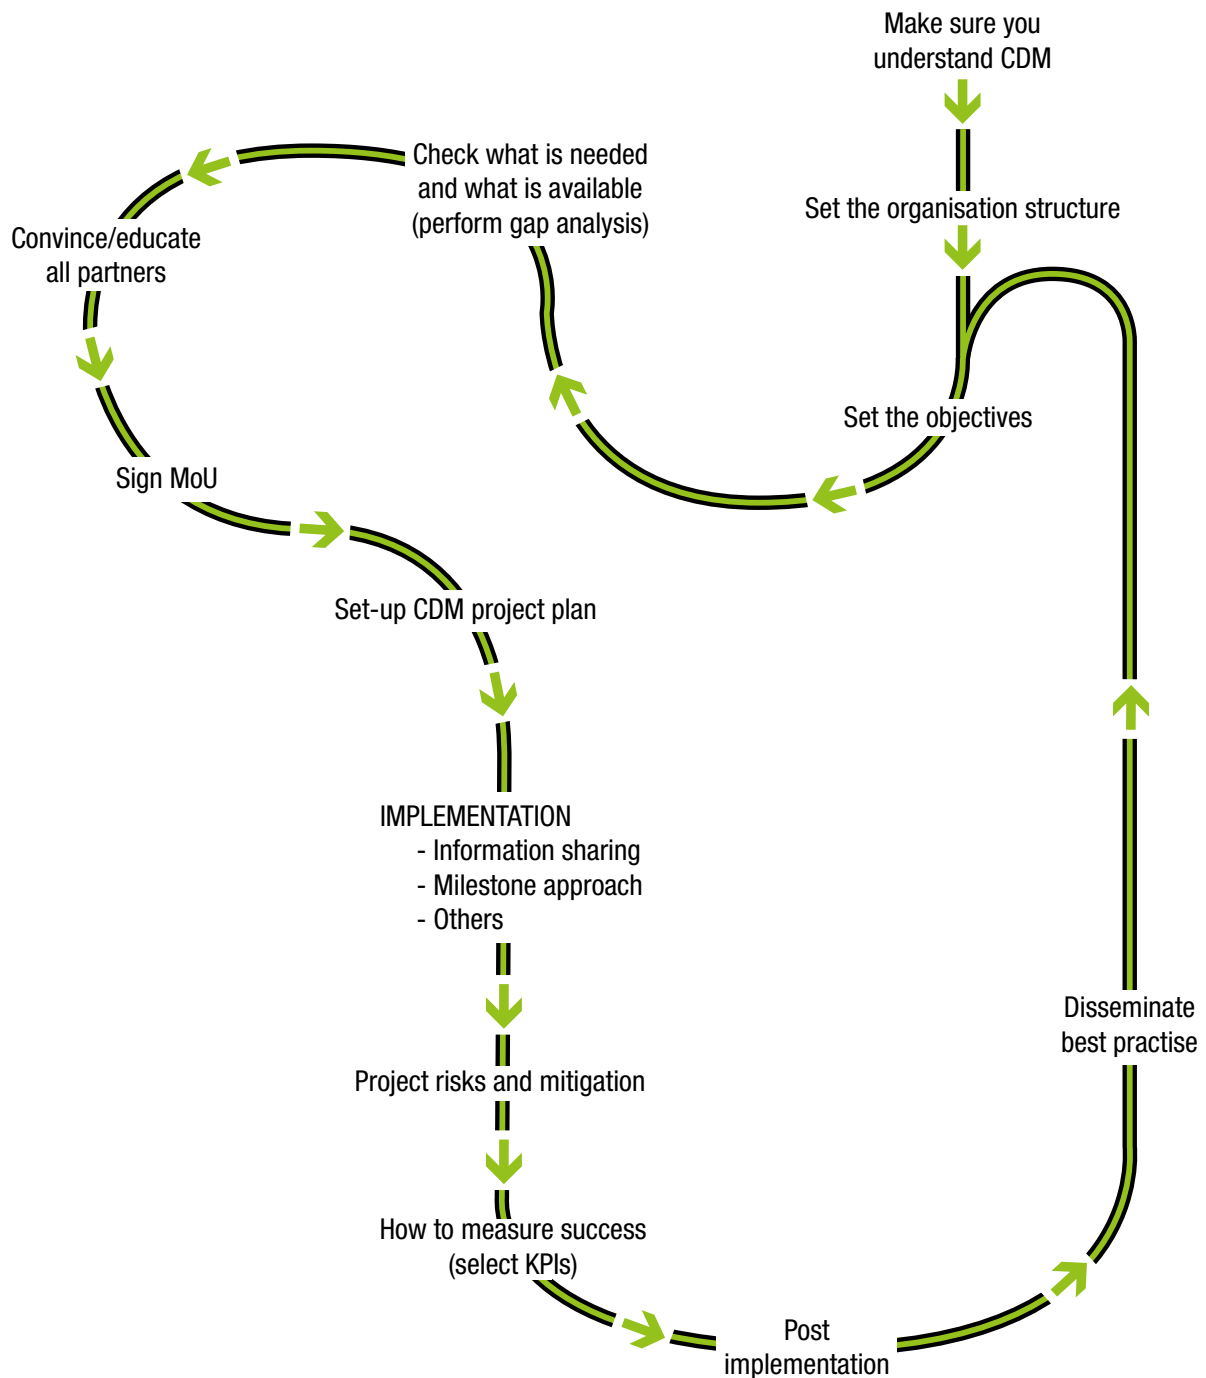 Make sure you
understand CDM
Set the organisation structure
Set the objectives
Check what is needed
and what is available
(perform gap analysis)
Convince/educate
all partners
Sign MoU
Set-up CDM project plan
IMPLEMENTATION
- Information sharing
- Milestone approach
- Others
Project risks and mitigation
How to measure success
(select KPIs)
Post
implementation
Disseminate
best practise